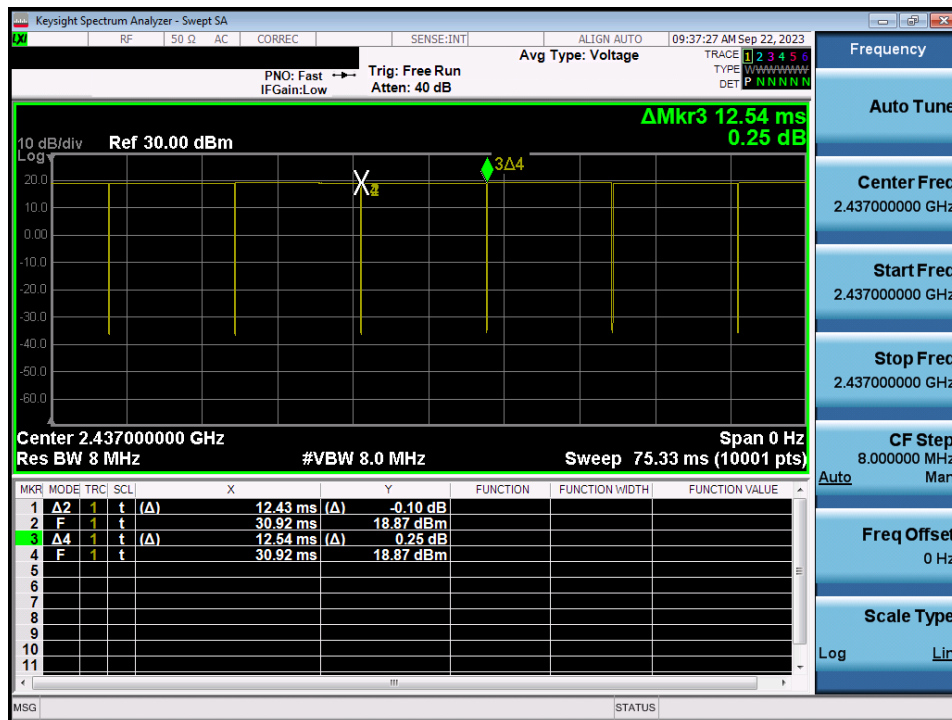 Keysight Spectrum Analyzer - Swept SA
LXI RF 50 Ω AC CORREC SENSE:INT ALIGN AUTO 09:37:27 AM Sep 22, 2023
PNO: Fast
IFGain:Low
Trig: Free Run
Atten: 40 dB
Avg Type: Voltage
TRACE 1 2 3 4 5 6
TYPE WWWWWW
DET P N N N N N
ΔMkr3 12.54 ms
0.25 dB
10 dB/div Ref 30.00 dBm
Log
20.0
10.0
0.00
-10.0
-20.0
-30.0
-40.0
-50.0
-60.0
3Δ4
Center 2.437000000 GHz Span 0 Hz
Res BW 8 MHz #VBW 8.0 MHz Sweep 75.33 ms (10001 pts)
MKR MODE TRC SCL X Y FUNCTION FUNCTION WIDTH FUNCTION VALUE
1 Δ2 1 t (Δ) 12.43 ms (Δ) -0.10 dB
2 F 1 t 30.92 ms 18.87 dBm
3 Δ4 1 t (Δ) 12.54 ms (Δ) 0.25 dB
4 F 1 t 30.92 ms 18.87 dBm
5
6
7
8
9
10
11
MSG STATUS
Frequency
Auto Tune
Center Freq
2.437000000 GHz
Start Freq
2.437000000 GHz
Stop Freq
2.437000000 GHz
CF Step
8.000000 MHz
Auto Man
Freq Offset
0 Hz
Scale Type
Log Lin